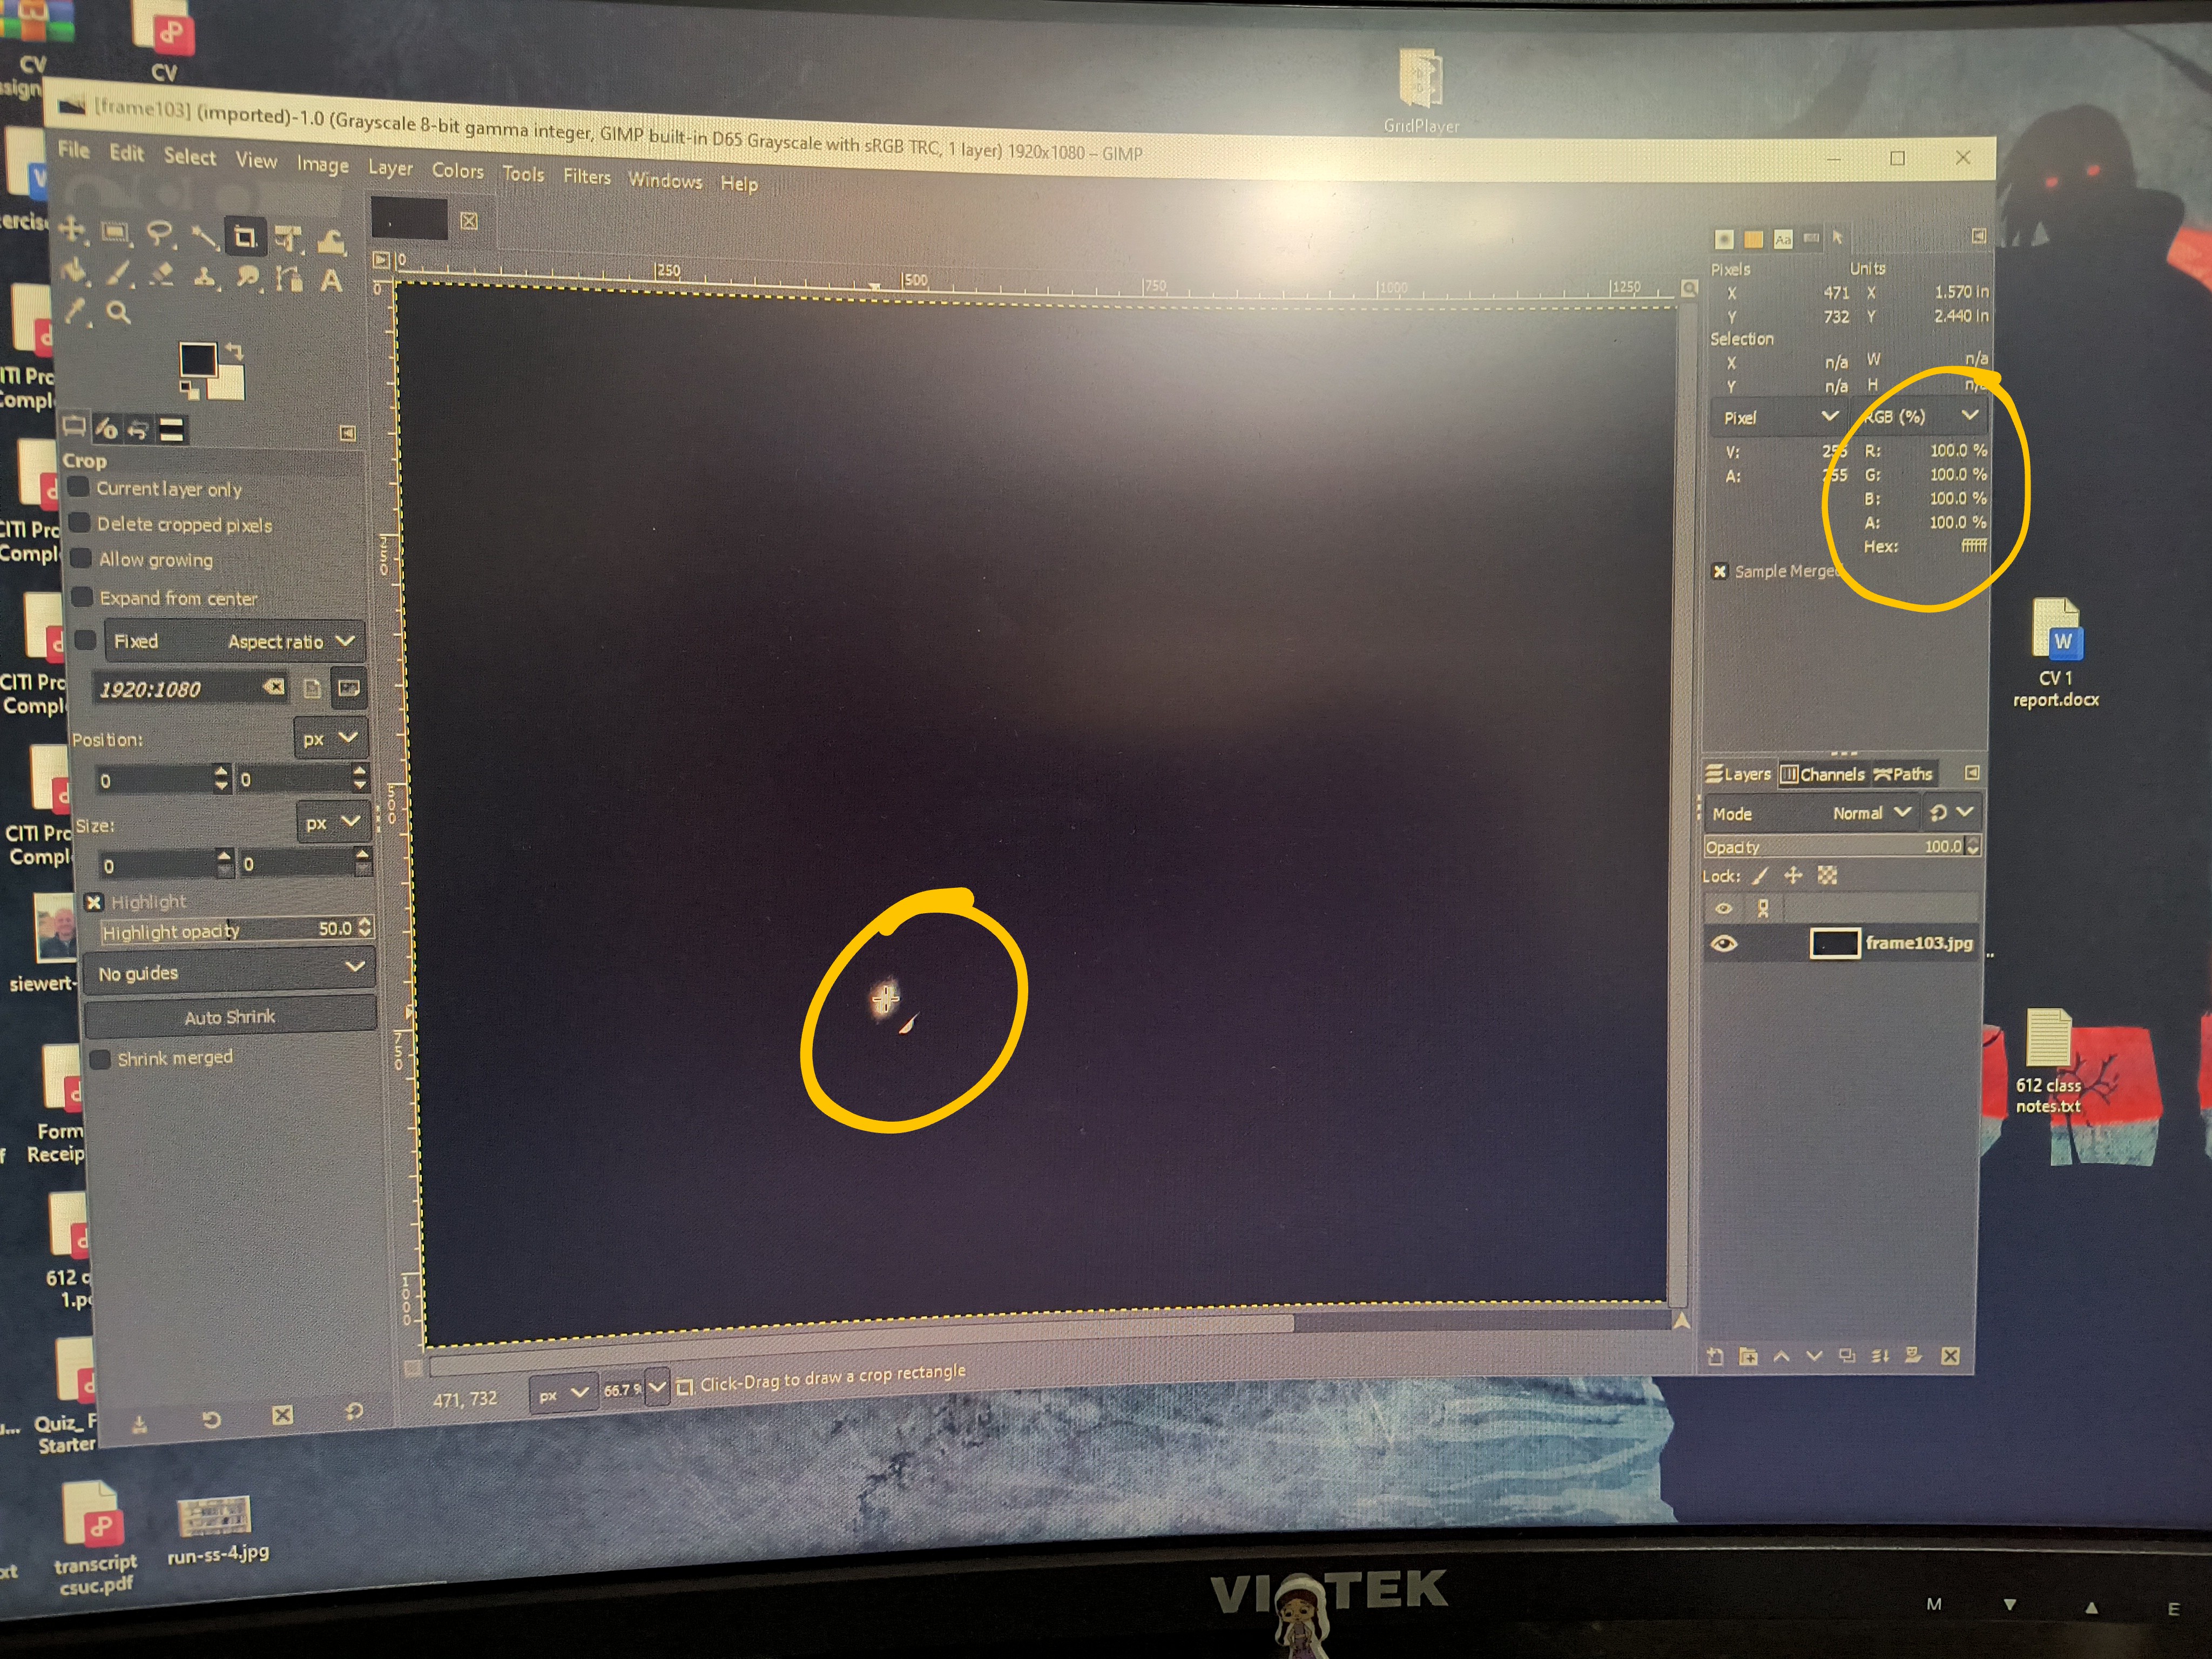 CV
CV
GridPlayer
[frame103] (imported)-1.0 (Grayscale 8-bit gamma integer, GIMP built-in D65 Grayscale with sRGB TRC, 1 layer) 1920x1080 – GIMP
File Edit Select View Image Layer Colors Tools Filters Windows Help
0 250 500 750 1000 1250
0
250
500
750
1000
Crop
Current layer only
Delete cropped pixels
Allow growing
Expand from center
Fixed Aspect ratio
1920:1080
Position: px
0 0
Size: px
0 0
Highlight
Highlight opacity 50.0
No guides
Auto Shrink
Shrink merged
471, 732 px 66.7 % Click-Drag to draw a crop rectangle
Aa
Pixels Units
X 471 X 1.570 in
Y 732 Y 2.440 in
Selection
X n/a W n/a
Y n/a H n/a
Pixel RGB (%)
V: 255 R: 100.0 %
A: 255 G: 100.0 %
B: 100.0 %
A: 100.0 %
Hex: ffffff
Sample Merged
Layers Channels Paths
Mode Normal
Opacity 100.0
Lock:
frame103.jpg
CITI Pro
Compl
CITI Pro
Compl
CITI Pro
Compl
siewert-
Form
Receip
612 c
Quiz_ F
Starter
transcript
csuc.pdf
run-ss-4.jpg
W
CV 1
report.docx
612 class
notes.txt
VIOTEK
M ▼ ▲ E